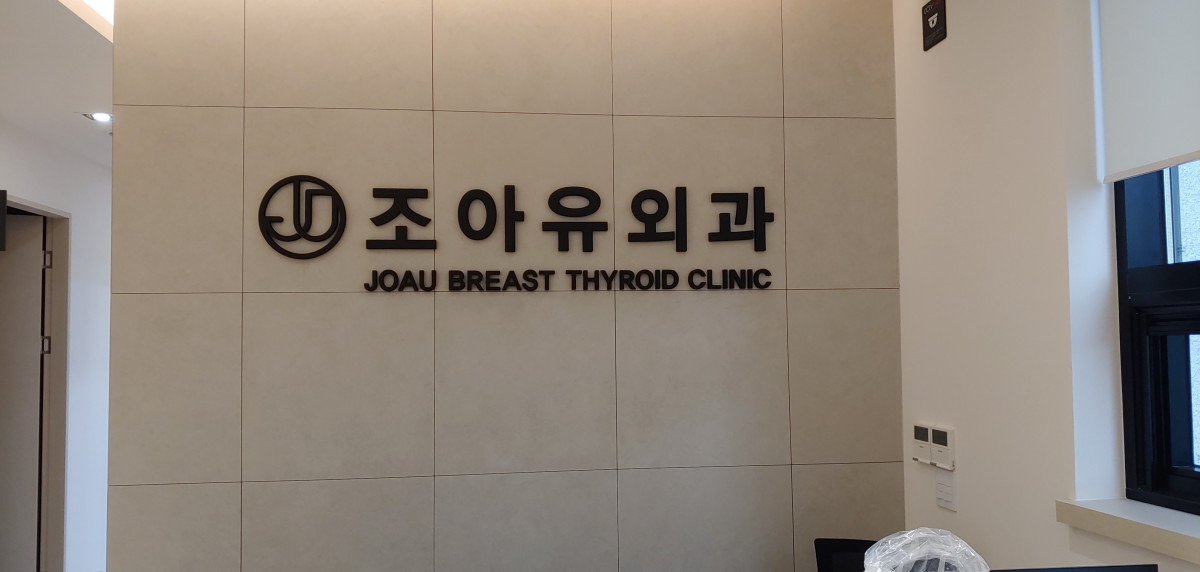 조아유외과
JOAU BREAST THYROID CLINIC